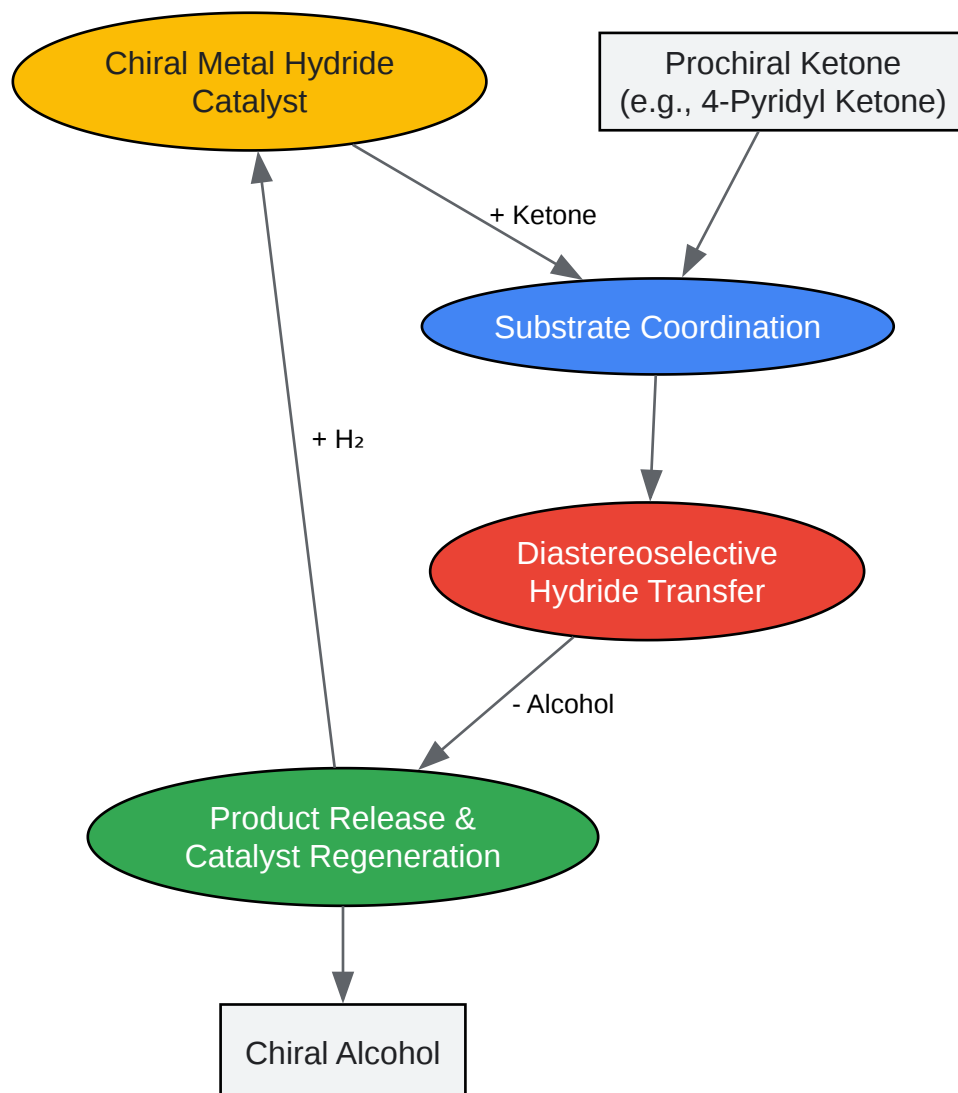 Chiral Metal Hydride
Catalyst
Prochiral Ketone
(e.g., 4-Pyridyl Ketone)
+ Ketone
Substrate Coordination
+ H₂
Diastereoselective
Hydride Transfer
- Alcohol
Product Release &
Catalyst Regeneration
Chiral Alcohol